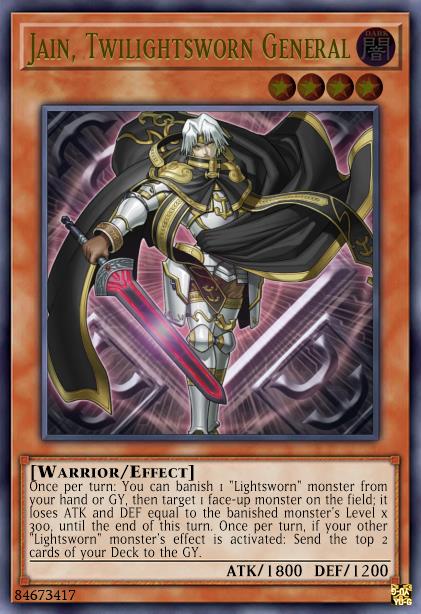 Jain, Twilightsworn General
DARK
闇
[Warrior/Effect]
Once per turn: You can banish 1 "Lightsworn" monster from
your hand or GY, then target 1 face-up monster on the field; it
loses ATK and DEF equal to the banished monster's Level x
300, until the end of this turn. Once per turn, if your other
"Lightsworn" monster's effect is activated: Send the top 2
cards of your Deck to the GY.
ATK/1800 DEF/1200
84673417